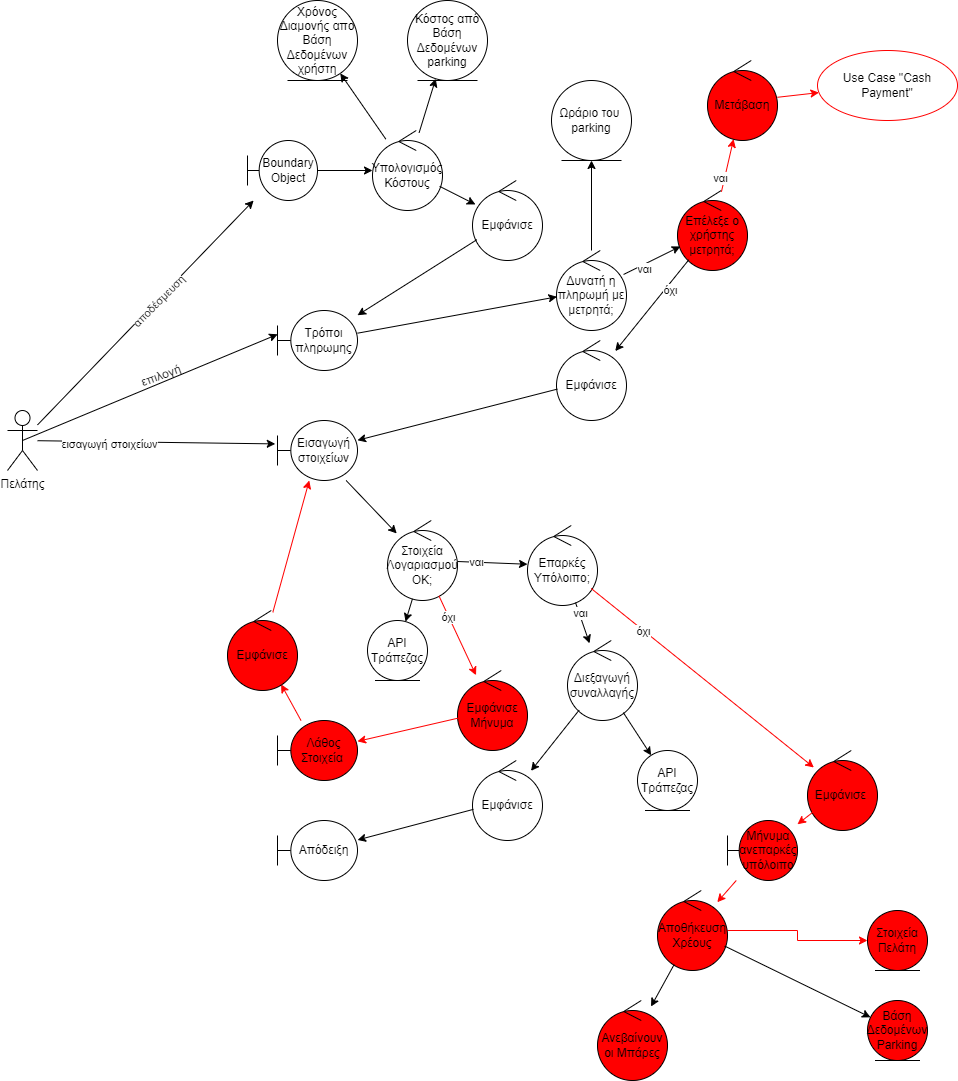 Χρόνος
Διαμονής απο
Βάση
Δεδομένων
χρήστη
Κόστος από
Βάση
Δεδομένων
parking
Ωράριο του
parking
Μετάβαση
Use Case "Cash
Payment"
Boundary
Object
Υπολογισμός
Κόστους
ναι
Εμφάνισε
Επέλεξε ο
χρήστης
μετρητά;
αποδέσμευση
Δυνατή η
πληρωμή με
μετρητά;
ναι
όχι
Τρόποι
πληρωμης
επιλογή
Εμφάνισε
εισαγωγή στοιχείων
Εισαγωγή
στοιχείων
Πελάτης
Στοιχεία
Λογαριασμού
ΟΚ;
ναι
Επαρκές
Υπόλοιπο;
όχι
ναι
όχι
API
Τράπεζας
Εμφάνισε
Διεξαγωγή
συναλλαγής
Εμφάνισε
Μήνυμα
Λάθος
Στοιχεία
API
Τράπεζας
Εμφάνισε
Εμφάνισε
Απόδειξη
Μήνυμα
ανεπαρκές
υπόλοιπο
Αποθήκευση
Χρέους
Στοιχεία
Πελάτη
Ανεβαίνουν
οι Μπάρες
Βάση
Δεδομένων
Parking